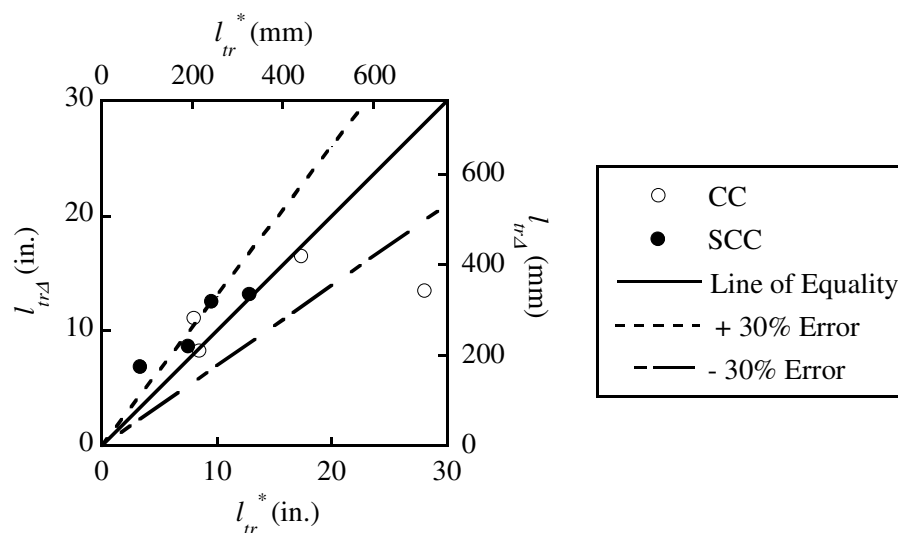 l_tr* (mm)
0 200 400 600
30
20
10
0
l_trΔ (in.)
600
400
200
0
l_trΔ (mm)
0 10 20 30
l_tr* (in.)
CC
SCC
Line of Equality
+ 30% Error
- 30% Error